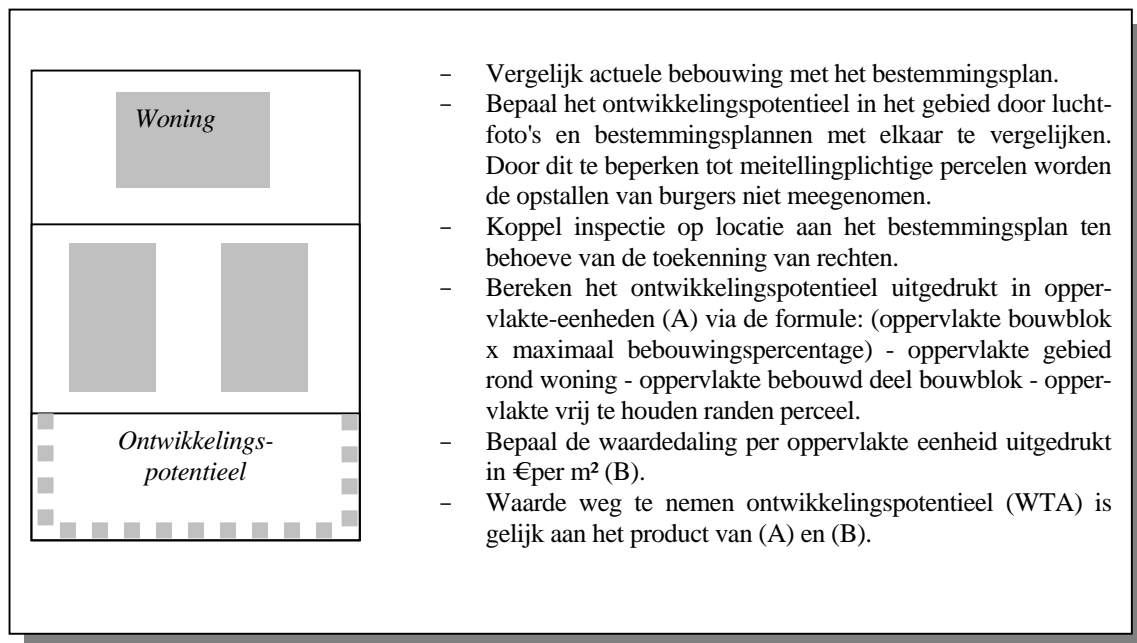 Woning
Ontwikkelings-
potentieel
- Vergelijk actuele bebouwing met het bestemmingsplan.
- Bepaal het ontwikkelingspotentieel in het gebied door lucht-
foto's en bestemmingsplannen met elkaar te vergelijken.
Door dit te beperken tot meitellingplichtige percelen worden
de opstallen van burgers niet meegenomen.
- Koppel inspectie op locatie aan het bestemmingsplan ten
behoeve van de toekenning van rechten.
- Bereken het ontwikkelingspotentieel uitgedrukt in opper-
vlakte-eenheden (A) via de formule: (oppervlakte bouwblok
x maximaal bebouwingspercentage) - oppervlakte gebied
rond woning - oppervlakte bebouwd deel bouwblok - opper-
vlakte vrij te houden randen perceel.
- Bepaal de waardedaling per oppervlakte eenheid uitgedrukt
in €per m² (B).
- Waarde weg te nemen ontwikkelingspotentieel (WTA) is
gelijk aan het product van (A) en (B).